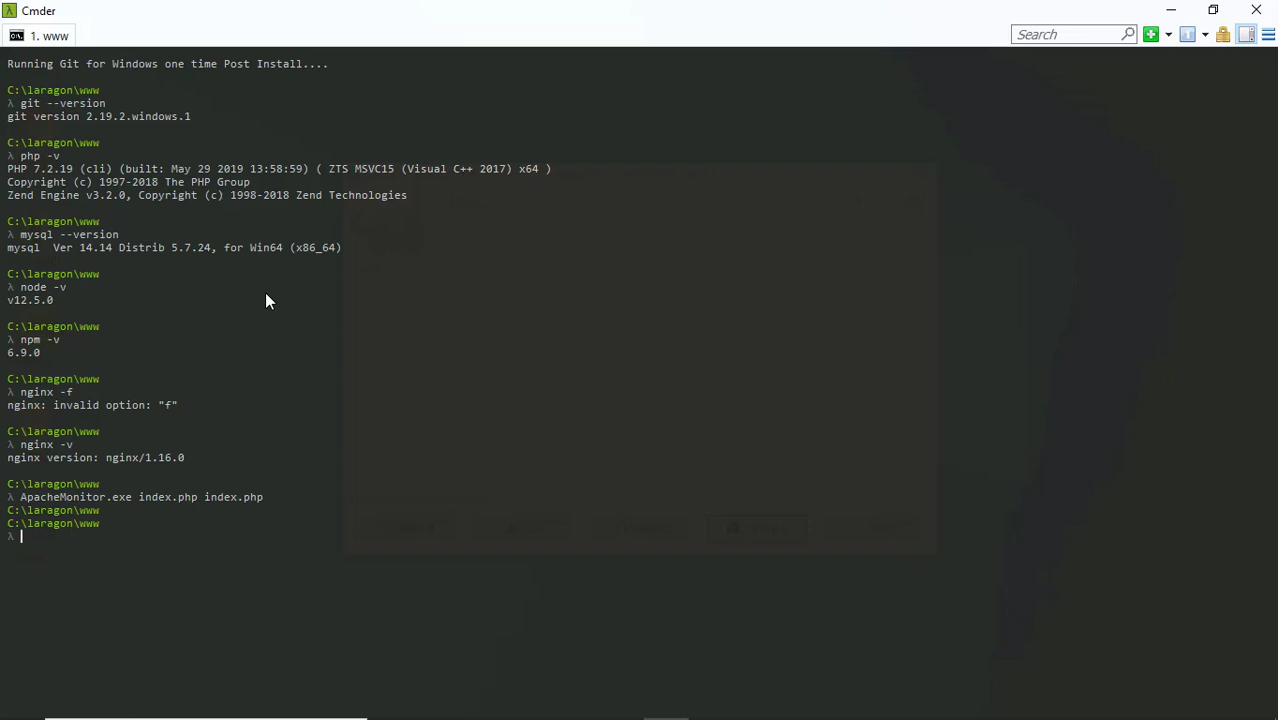 Cmder
1. www
Search
Running Git for Windows one time Post Install....
C:\laragon\www
λ git --version
git version 2.19.2.windows.1
C:\laragon\www
λ php -v
PHP 7.2.19 (cli) (built: May 29 2019 13:58:59) ( ZTS MSVC15 (Visual C++ 2017) x64 )
Copyright (c) 1997-2018 The PHP Group
Zend Engine v3.2.0, Copyright (c) 1998-2018 Zend Technologies
C:\laragon\www
λ mysql --version
mysql  Ver 14.14 Distrib 5.7.24, for Win64 (x86_64)
C:\laragon\www
λ node -v
v12.5.0
C:\laragon\www
λ npm -v
6.9.0
C:\laragon\www
λ nginx -f
nginx: invalid option: "f"
C:\laragon\www
λ nginx -v
nginx version: nginx/1.16.0
C:\laragon\www
λ ApacheMonitor.exe index.php index.php
C:\laragon\www
C:\laragon\www
λ